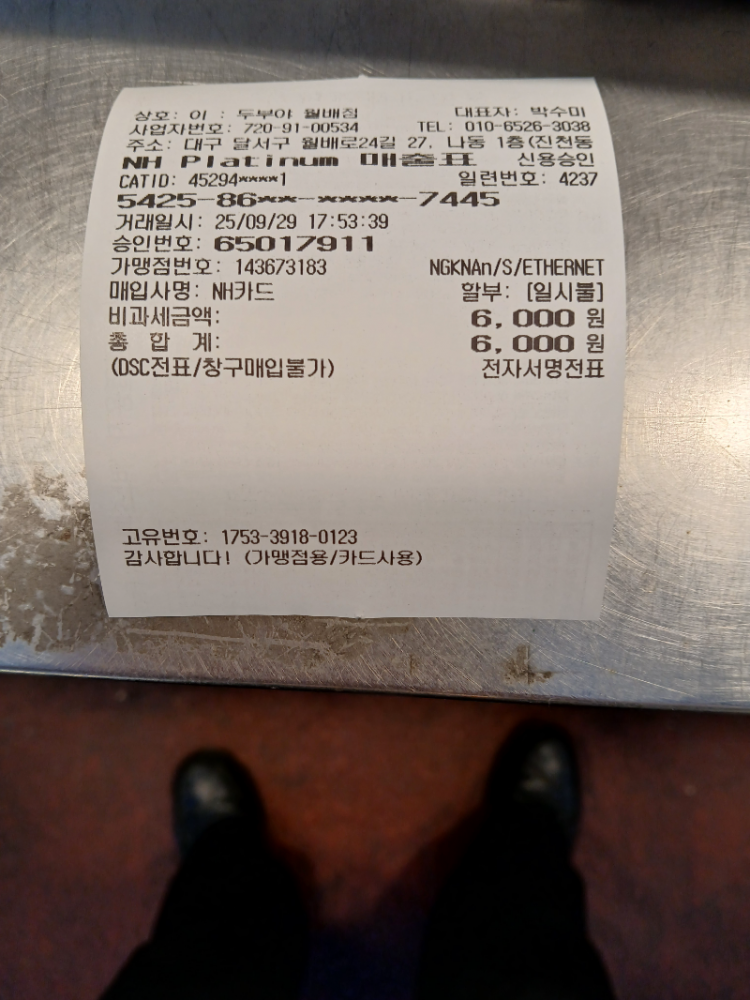 상호: 이 : 두부야 월배점 대표자: 박수미
사업자번호: 720-91-00534 TEL: 010-6526-3038
주소: 대구 달서구 월배로24길 27, 나동 1층(진천동
NH Platinum 매출표 신용승인
CATID: 45294****1 일련번호: 4237
5425-86**-****-7445
거래일시: 25/09/29 17:53:39
승인번호: 65017911
가맹점번호: 143673183 NGKNAn/S/ETHERNET
매입사명: NH카드 할부: [일시불]
비과세금액: 6,000 원
총 합 계: 6,000 원
(DSC전표/창구매입불가) 전자서명전표
고유번호: 1753-3918-0123
감사합니다! (가맹점용/카드사용)